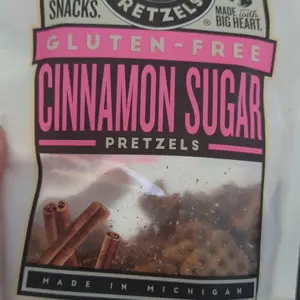 SNACKS.
PRETZELS
®
MADE with
BIG HEART.
GLUTEN-FREE
CINNAMON SUGAR
PRETZELS
MADE IN MICHIGAN